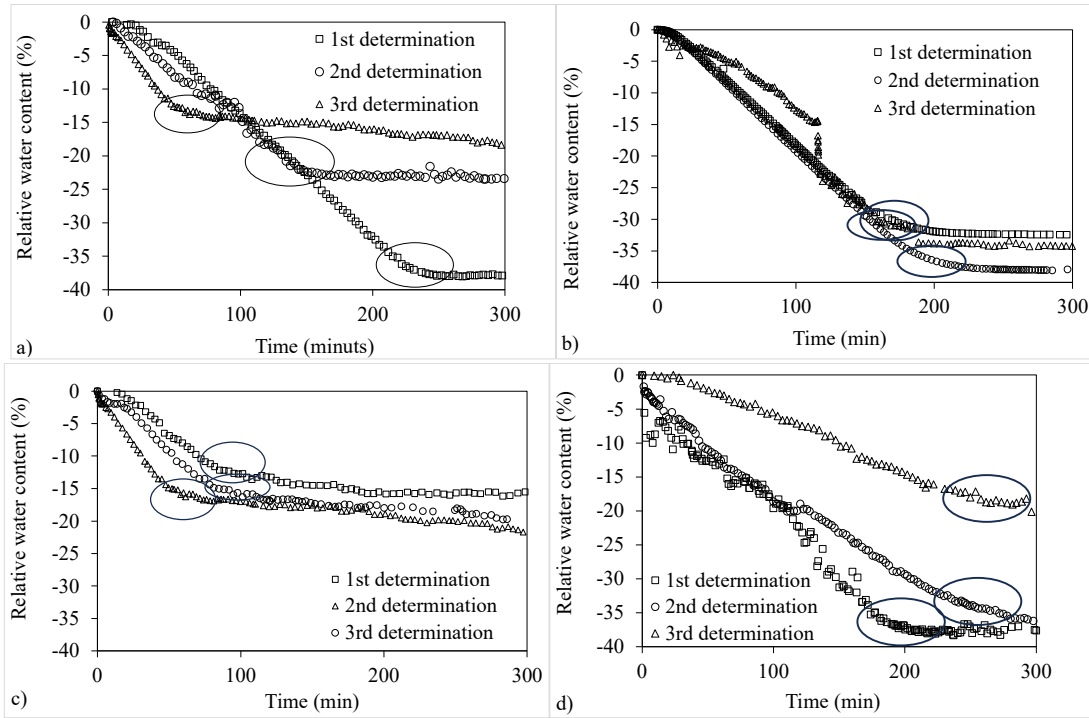 0
-5
-10
-15
-20
-25
-30
-35
-40
0
100
200
300
Relative water content (%)
Time (minuts)
1st determination
2nd determination
3rd determination
a)
0
-5
-10
-15
-20
-25
-30
-35
-40
0
100
200
300
Relative water content (%)
Time (min)
1st determination
2nd determination
3rd determination
b)
0
-5
-10
-15
-20
-25
-30
-35
-40
0
100
200
300
Relative water content (%)
Time (min)
1st determination
2nd determination
3rd determination
c)
0
-5
-10
-15
-20
-25
-30
-35
-40
0
100
200
300
Relative water content (%)
Time (min)
1st determination
2nd determination
3rd determination
d)